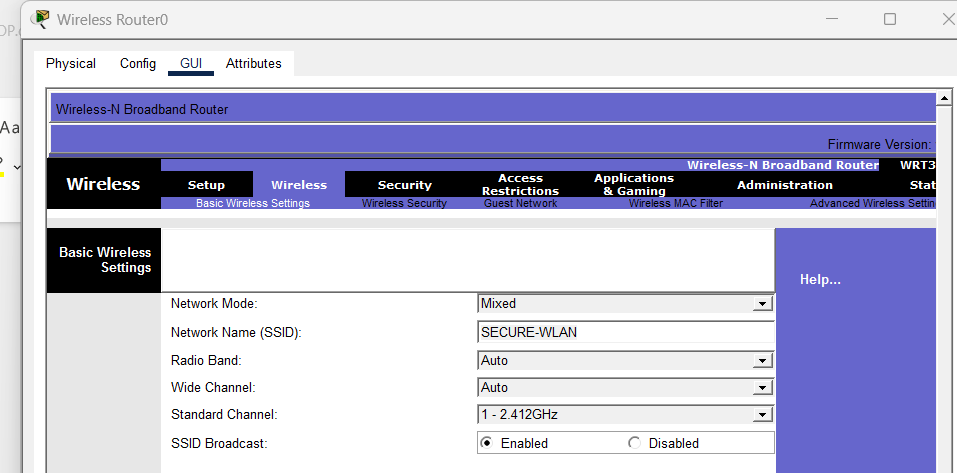 Wireless Router0
Physical Config GUI Attributes
Wireless-N Broadband Router
Firmware Version:
Wireless-N Broadband Router WRT3
Wireless
Setup Wireless Security Access Restrictions Applications & Gaming Administration Stat
Basic Wireless Settings Wireless Security Guest Network Wireless MAC Filter Advanced Wireless Settin
Basic Wireless Settings
Help...
Network Mode: Mixed
Network Name (SSID): SECURE-WLAN
Radio Band: Auto
Wide Channel: Auto
Standard Channel: 1 - 2.412GHz
SSID Broadcast: Enabled Disabled
Aa